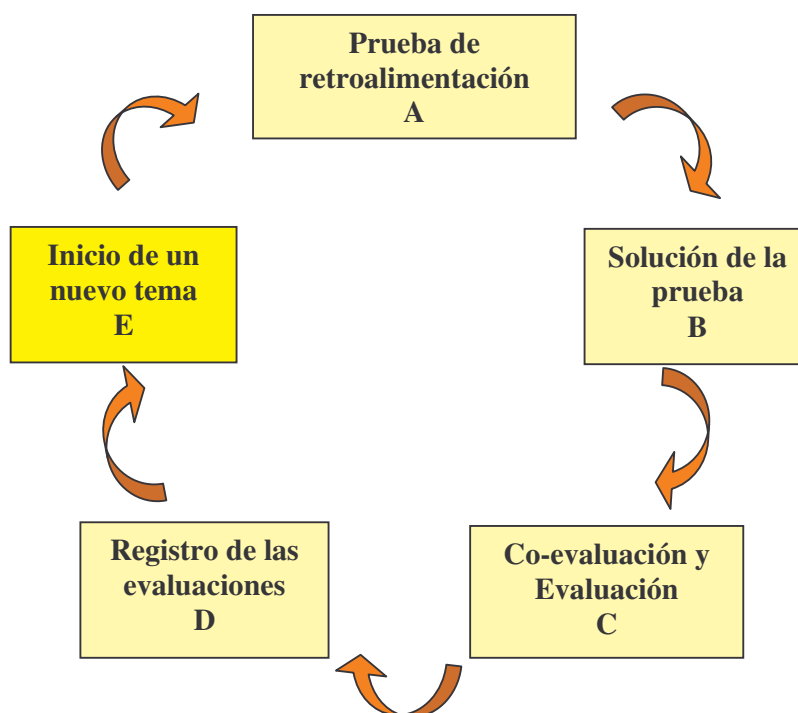 Prueba de
retroalimentación
A
Solución de la
prueba
B
Co-evaluación y
Evaluación
C
Registro de las
evaluaciones
D
Inicio de un
nuevo tema
E